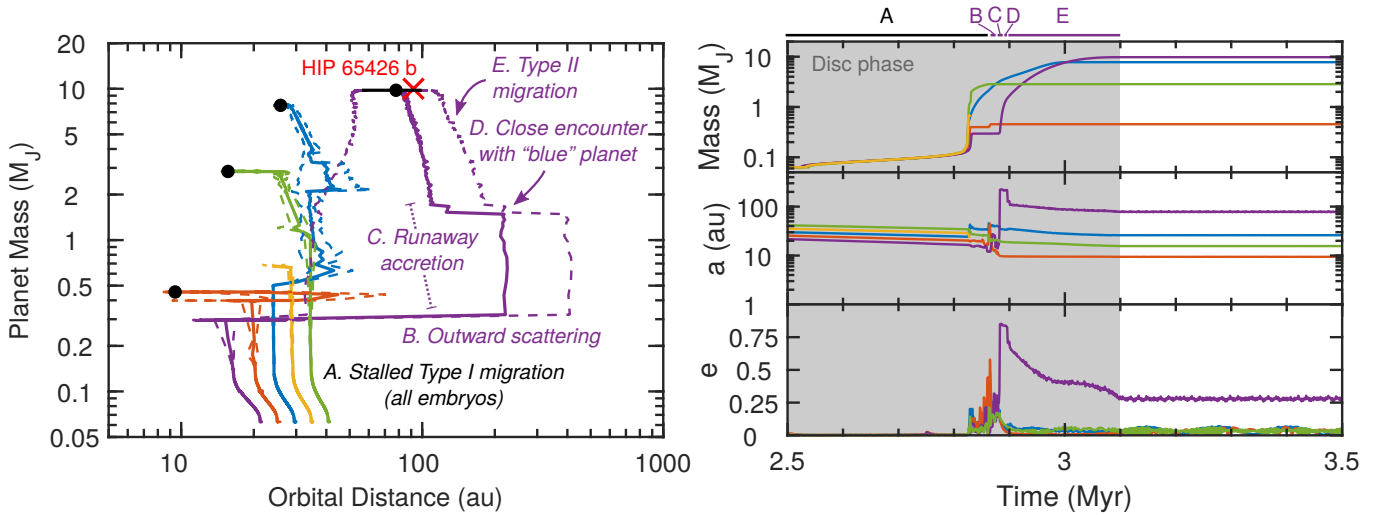 20
10
5
2
1
0.5
0.2
0.1
0.05
Planet Mass (M_J)
HIP 65426 b
E. Type II
migration
D. Close encounter
with “blue” planet
C. Runaway
accretion
B. Outward scattering
A. Stalled Type I migration
(all embryos)
10
100
1000
Orbital Distance (au)
A
B
C
D
E
Disc phase
10
1
0.1
Mass (M_J)
100
10
1
a (au)
0.75
0.5
0.25
0
e
2.5
3
3.5
Time (Myr)